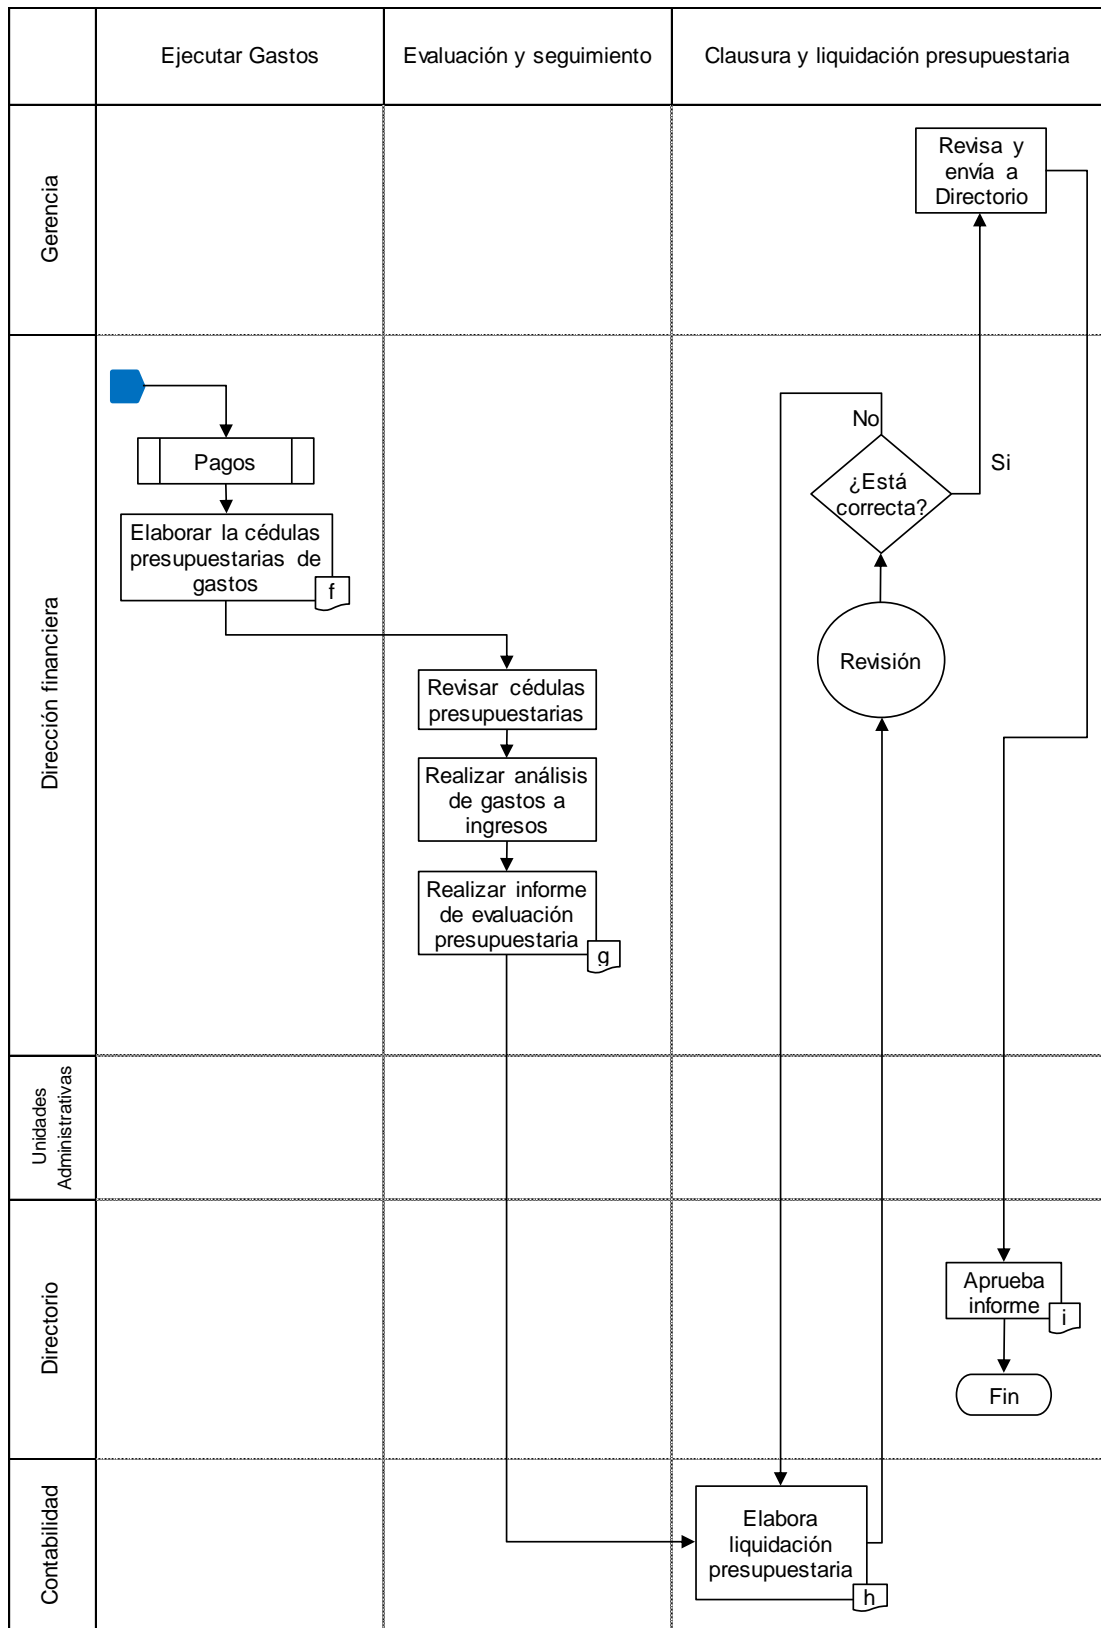 Ejecutar Gastos
Evaluación y seguimiento
Clausura y liquidación presupuestaria
Gerencia
Revisa y
envía a
Directorio
Dirección financiera
Pagos
Elaborar la cédulas
presupuestarias de
gastos
f
Revisar cédulas
presupuestarias
Realizar análisis
de gastos a
ingresos
Realizar informe
de evaluación
presupuestaria
g
No
¿Está
correcta?
Si
Revisión
Unidades
Administrativas
Directorio
Aprueba
informe
i
Fin
Contabilidad
Elabora
liquidación
presupuestaria
h